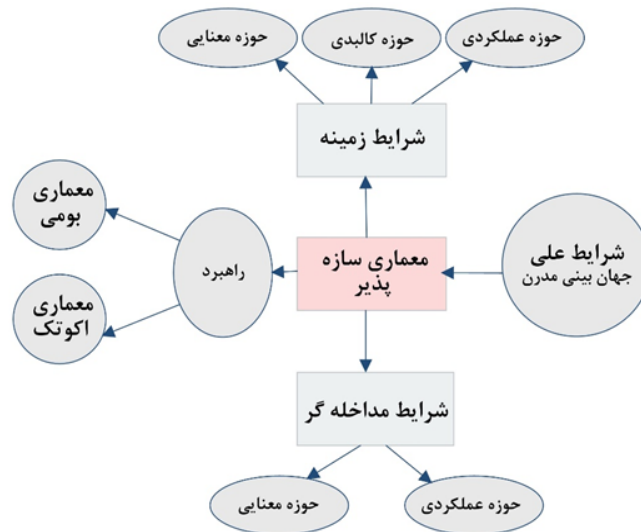 حوزه عملکردی
حوزه کالبدی
حوزه معنایی
شرایط زمینه
شرایط علی
جهان بینی مدرن
معماری سازه
پذیر
راهبرد
معماری
بومی
معماری
اکوتک
شرایط مداخله گر
حوزه عملکردی
حوزه معنایی